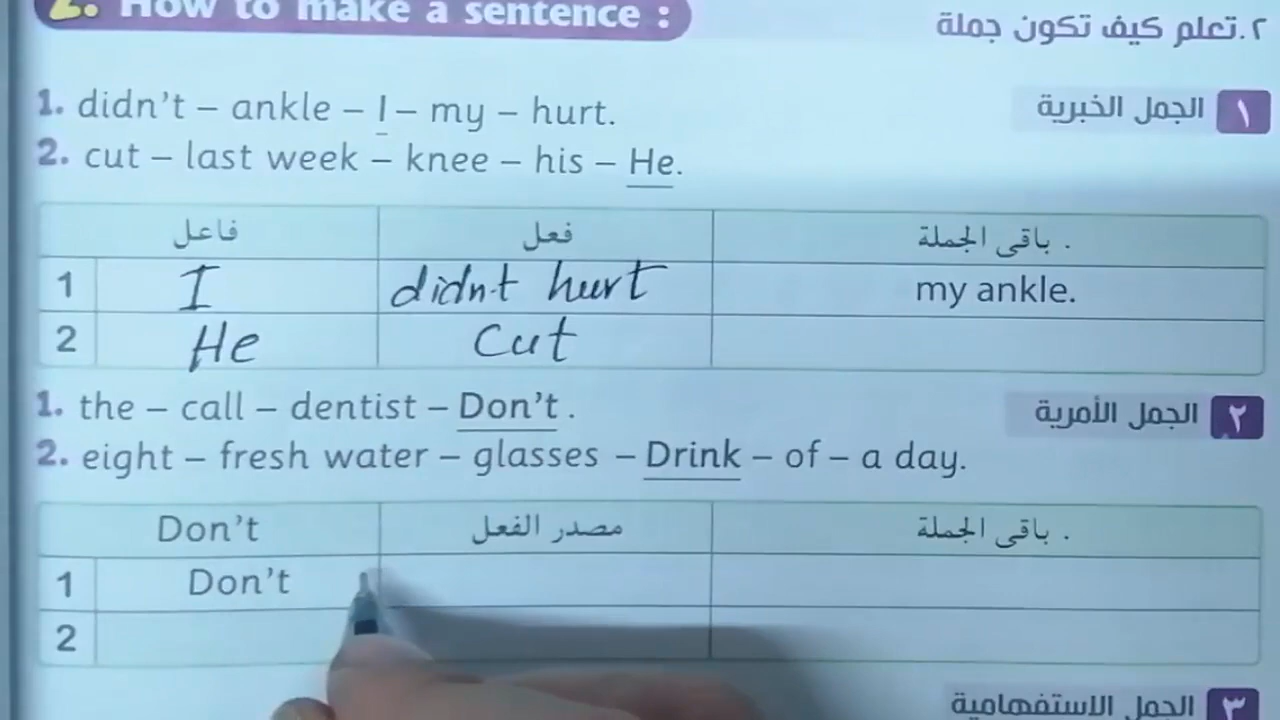 2. How to make a sentence :
٢.تعلم كيف تكون جملة
١ الجمل الخبرية
1. didn't – ankle – I – my – hurt.
2. cut – last week – knee – his – He.
فاعل فعل باقى الجملة .
1 I didn't hurt my ankle.
2 He Cut
٢ الجمل الأمرية
1. the – call – dentist – Don't .
2. eight – fresh water – glasses – Drink – of – a day.
Don't مصدر الفعل باقى الجملة .
1 Don't
2
٣ الجمل الاستفهامية